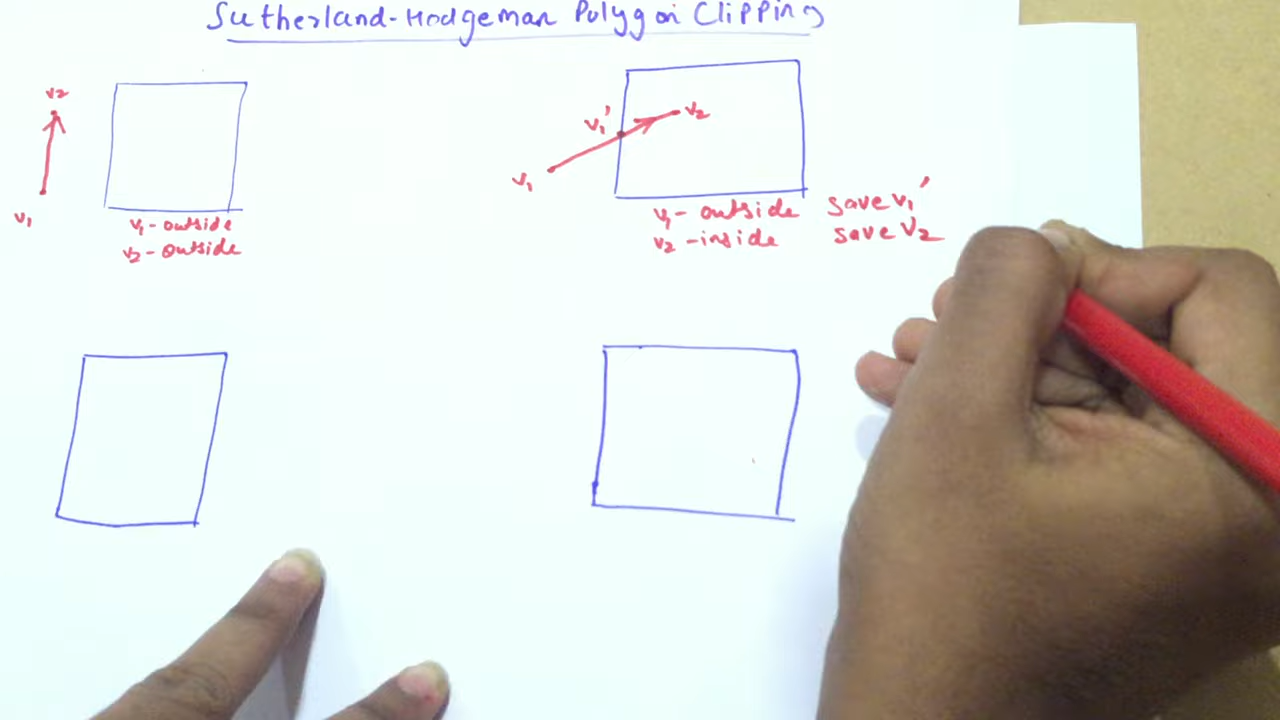 Sutherland-Hodgeman Polygon Clipping
v2
v1
v1-outside
v2-outside
v1'
v2
v1
v1- outside save v1'
v2 -inside save v2